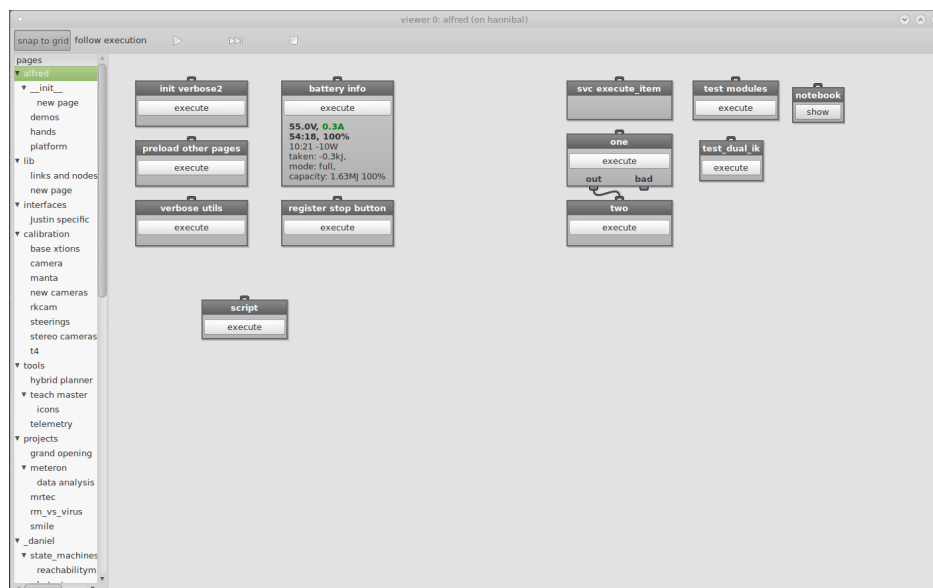 viewer 0: alfred (on hannibal)
snap to grid follow execution
pages
alfred
__init__
new page
demos
hands
platform
lib
links and nodes
new page
interfaces
Justin specific
calibration
base xtions
camera
manta
new cameras
rkcam
steerings
stereo cameras
t4
tools
hybrid planner
teach master
icons
telemetry
projects
grand opening
meteron
data analysis
mrtec
rm_vs_virus
smile
_daniel
state_machines
reachabilitym
init verbose2
execute
battery info
execute
55.0V, 0.3A
54:18, 100%
10:21 -10W
taken: -0.3kJ,
mode: full,
capacity: 1.63MJ 100%
preload other pages
execute
verbose utils
execute
register stop button
execute
script
execute
svc execute_item
test modules
execute
notebook
show
one
execute
out bad
test_dual_ik
execute
two
execute